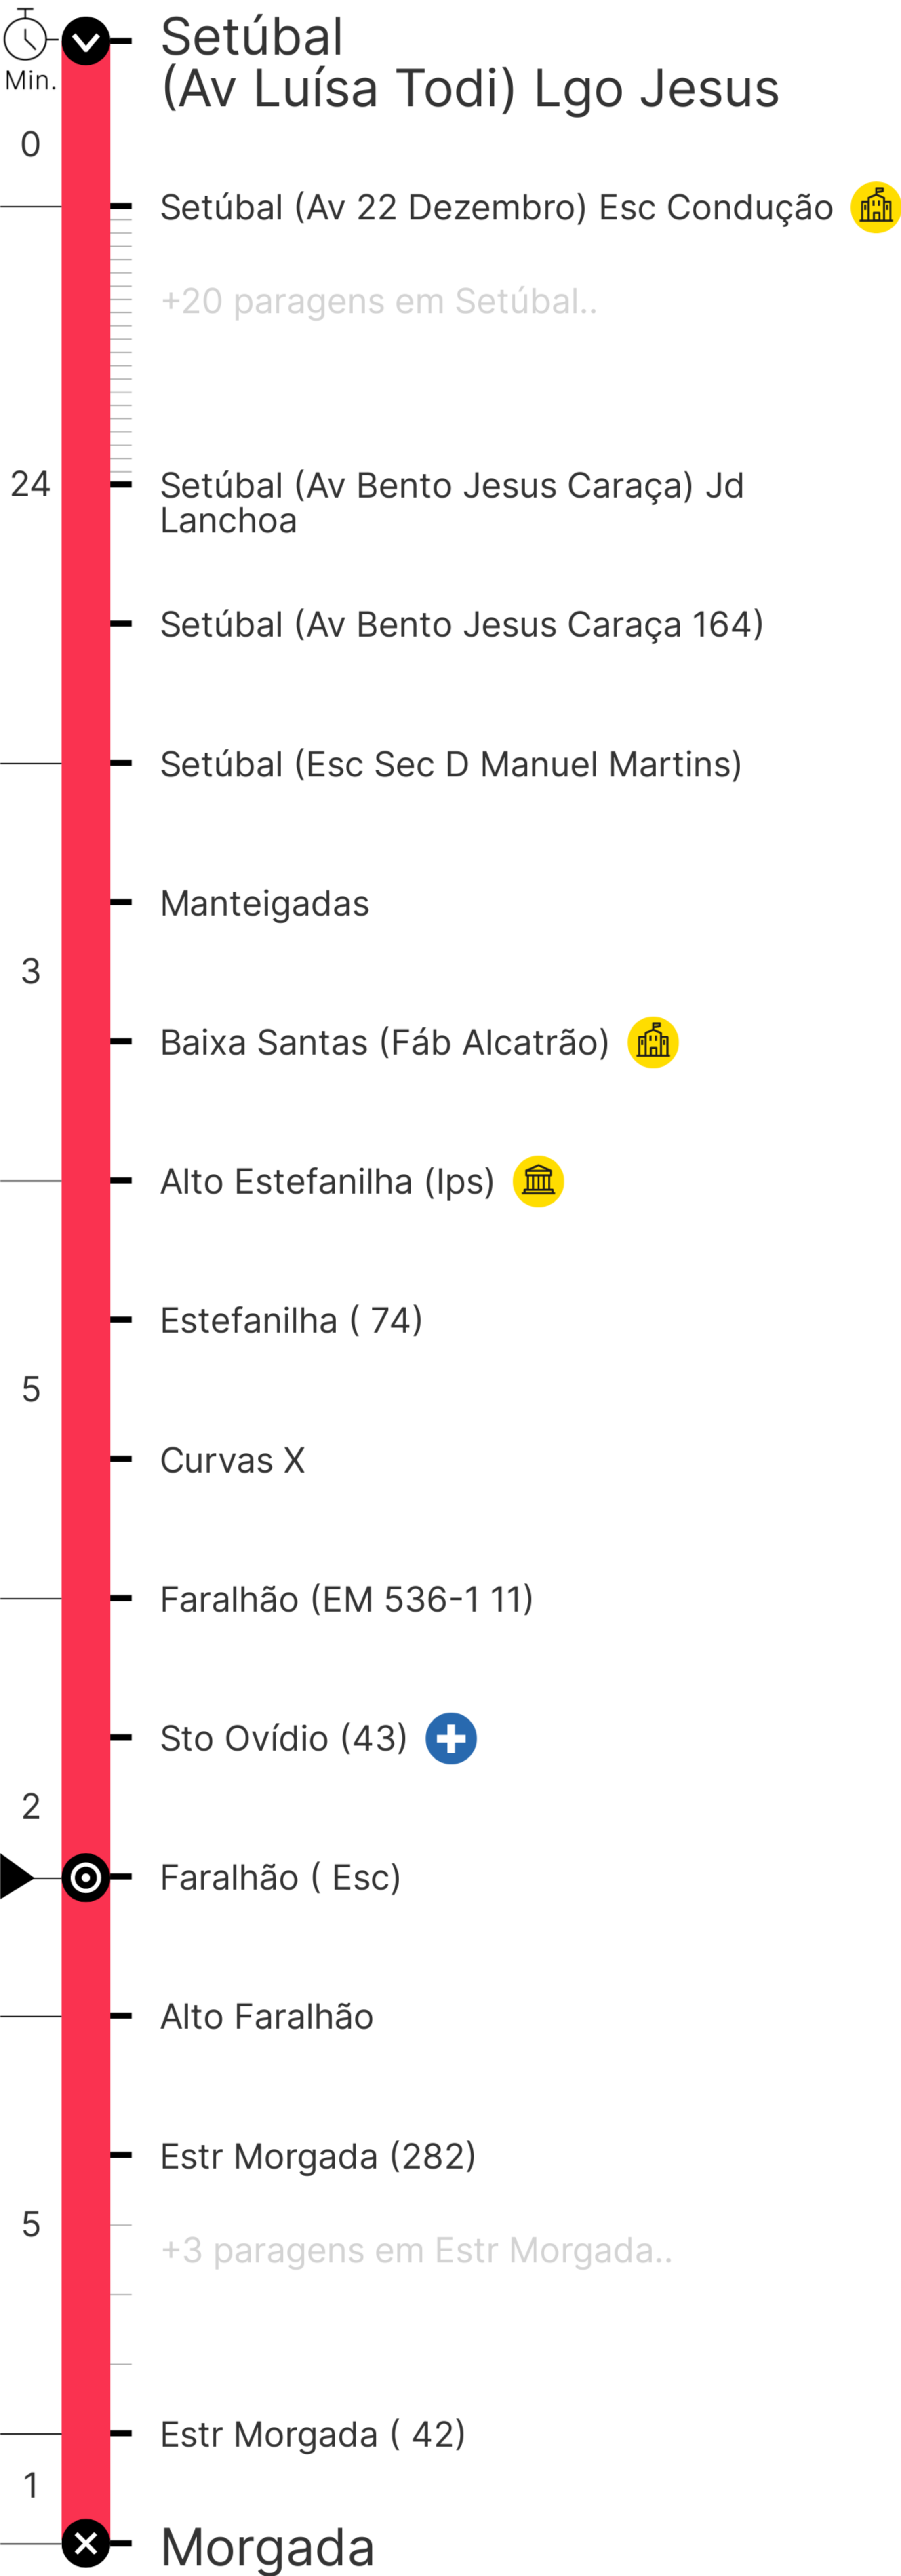 Setúbal
(Av Luísa Todi) Lgo Jesus
Min.
0
Setúbal (Av 22 Dezembro) Esc Condução
+20 paragens em Setúbal..
24
Setúbal (Av Bento Jesus Caraça) Jd
Lanchoa
Setúbal (Av Bento Jesus Caraça 164)
Setúbal (Esc Sec D Manuel Martins)
Manteigadas
3
Baixa Santas (Fáb Alcatrão)
Alto Estefanilha (Ips)
Estefanilha ( 74)
5
Curvas X
Faralhão (EM 536-1 11)
Sto Ovídio (43)
2
Faralhão ( Esc)
Alto Faralhão
Estr Morgada (282)
5
+3 paragens em Estr Morgada..
Estr Morgada ( 42)
1
Morgada